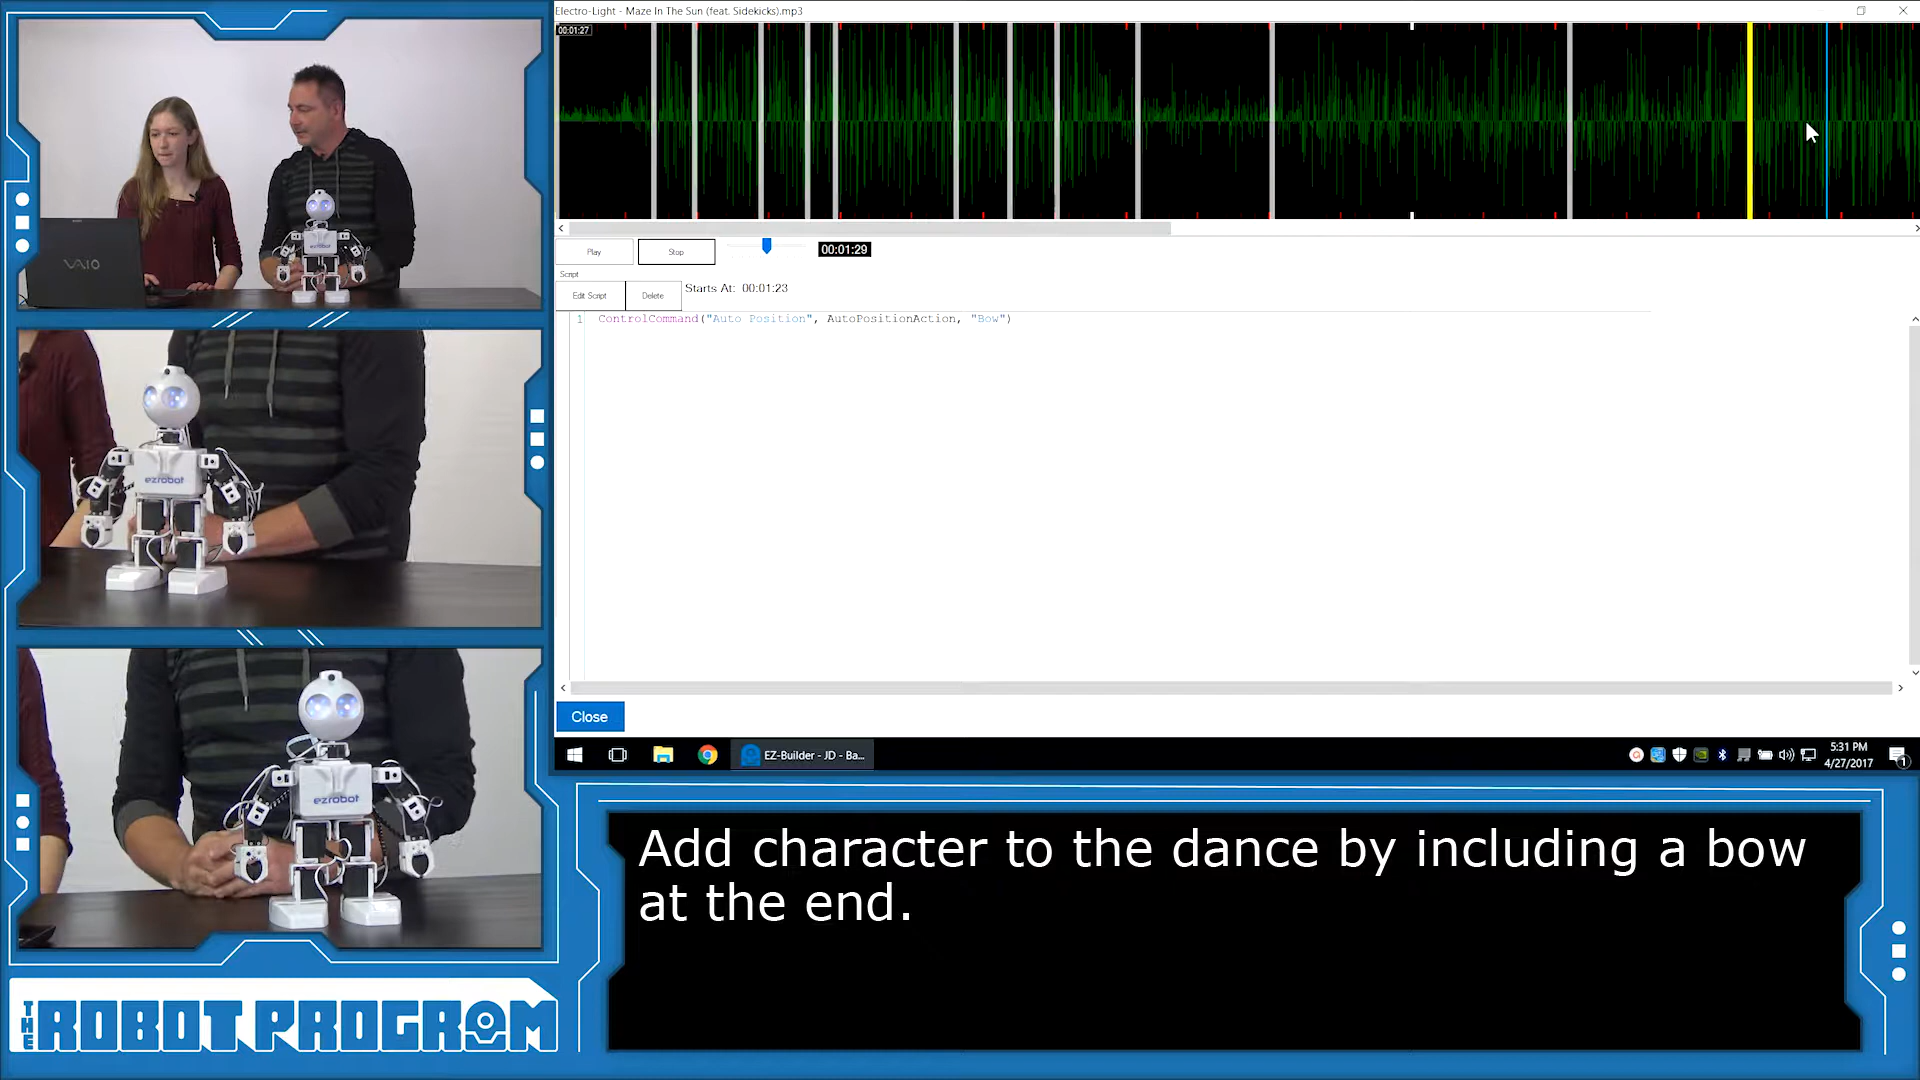 Electro-Light - Maze In The Sun (feat. Sidekicks).mp3
00:01:27
Play
Stop
00:01:29
Script
Edit Script
Delete
Starts At: 00:01:23
1 ControlCommand("Auto Position", AutoPositionAction, "Bow")
Close
EZ-Builder - JD - Ba...
5:31 PM
4/27/2017
1
VAIO
ezrobot
ezrobot
ezrobot
Add character to the dance by including a bow
at the end.
THE ROBOT PROGRAM